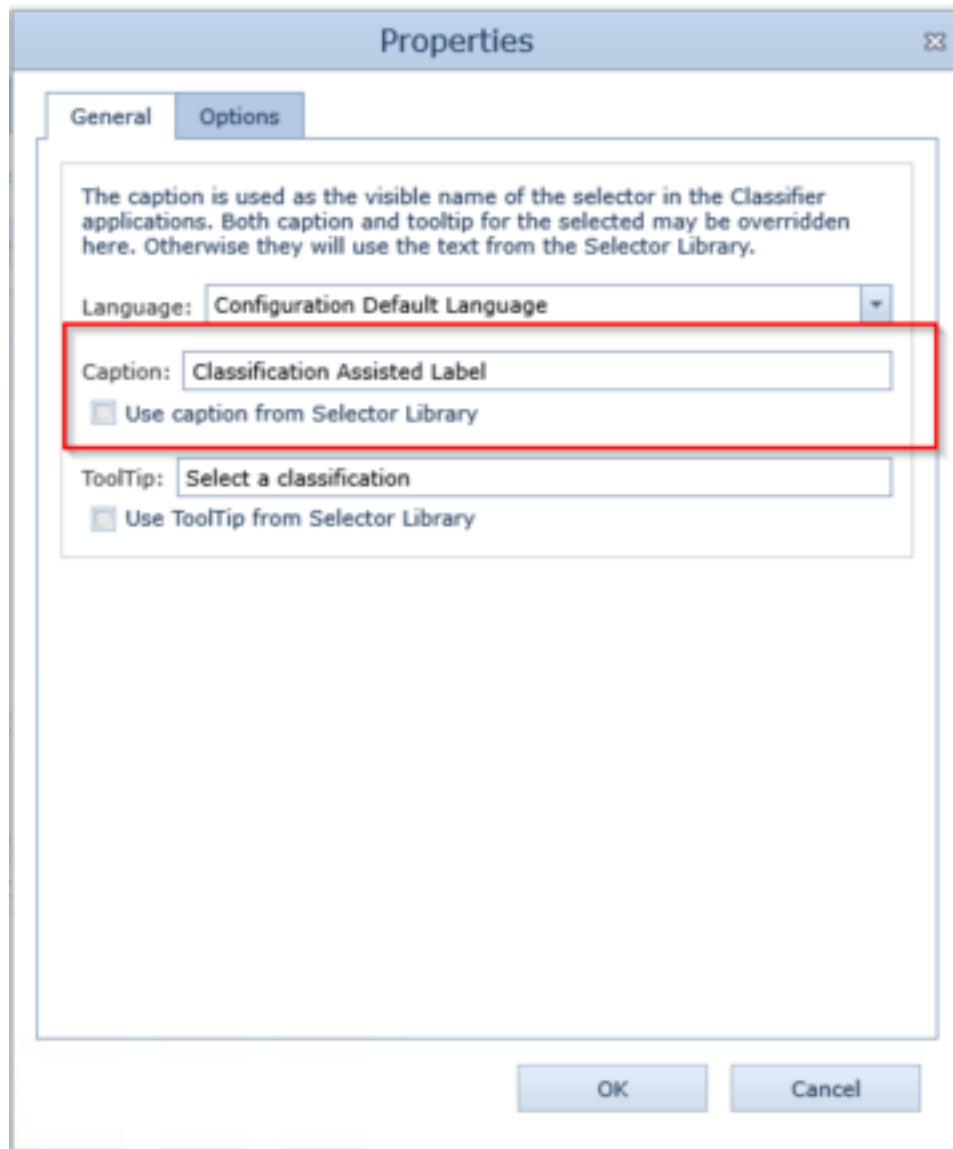 Properties
General
Options
The caption is used as the visible name of the selector in the Classifier
applications. Both caption and tooltip for the selected may be overridden
here. Otherwise they will use the text from the Selector Library.
Language: Configuration Default Language
Caption: Classification Assisted Label
Use caption from Selector Library
ToolTip: Select a classification
Use ToolTip from Selector Library
OK
Cancel